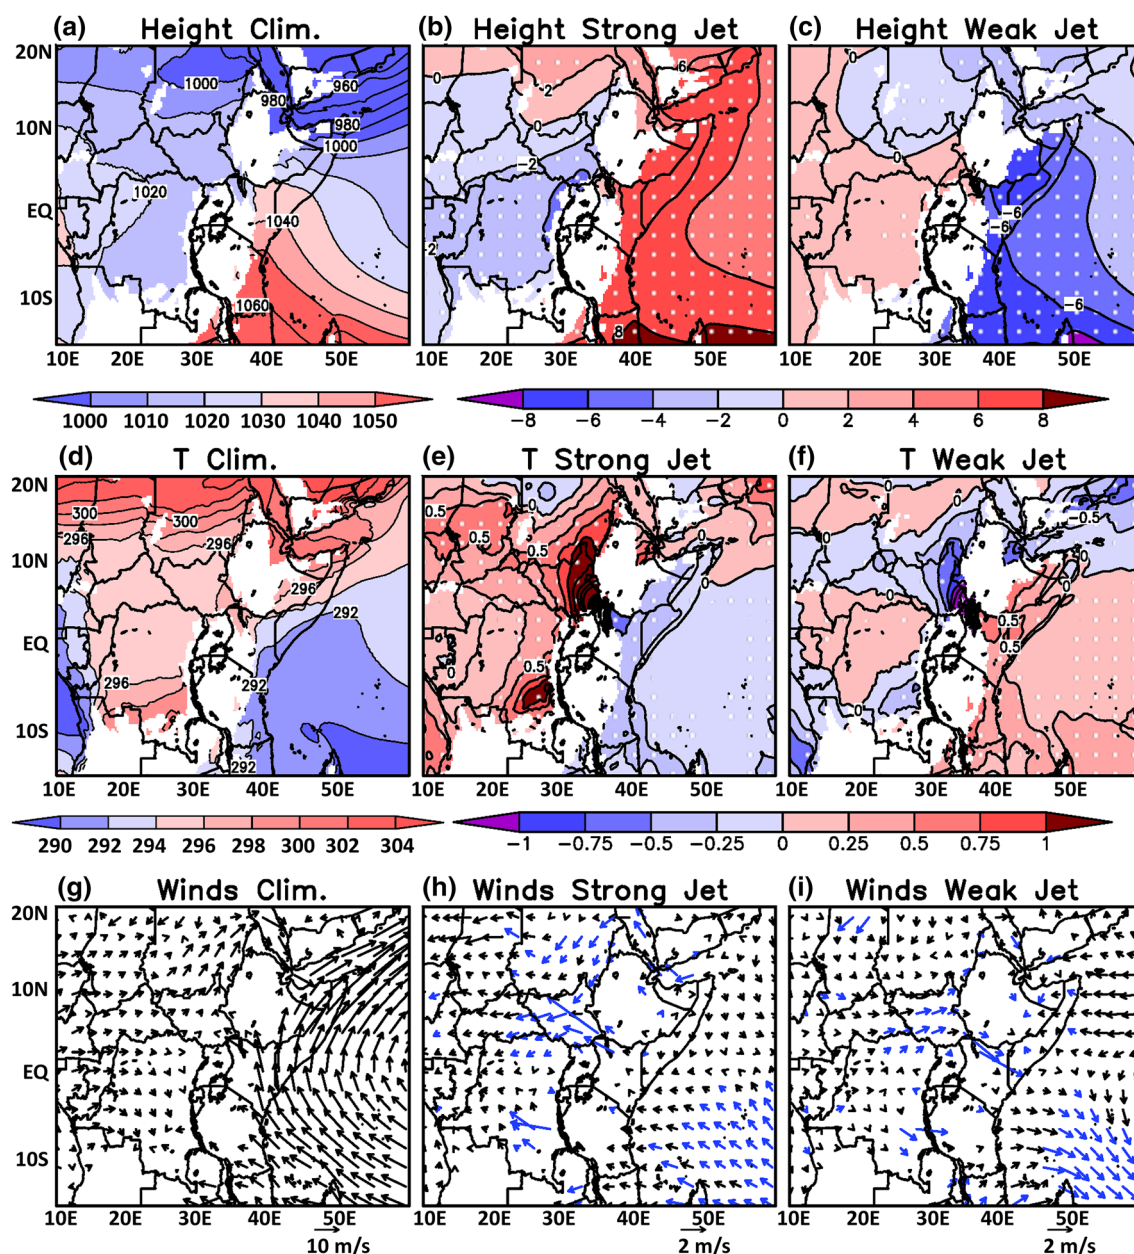 (a) Height Clim. (b) Height Strong Jet (c) Height Weak Jet
20N
1000 980 960 0 -2 6 0
10N 980 0
1000 -2 0
1020
EQ 1040 -6
-2 -6
10S 1060 8 -6
10E 20E 30E 40E 50E 10E 20E 30E 40E 50E 10E 20E 30E 40E 50E
1000 1010 1020 1030 1040 1050 -8 -6 -4 -2 0 2 4 6 8
(d) T Clim. (e) T Strong Jet (f) T Weak Jet
20N
300 300 0.5 0 0 0 -0.5
296 296 0.5 0.5 0 0
10N
296 0 0 0
292 0.5
EQ 0.5 0.5
296 292 0
10S 0
292
10E 20E 30E 40E 50E 10E 20E 30E 40E 50E 10E 20E 30E 40E 50E
290 292 294 296 298 300 302 304 -1 -0.75 -0.5 -0.25 0 0.25 0.5 0.75 1
(g) Winds Clim. (h) Winds Strong Jet (i) Winds Weak Jet
20N
10N
EQ
10S
10E 20E 30E 40E 50E 10E 20E 30E 40E 50E 10E 20E 30E 40E 50E
10 m/s 2 m/s 2 m/s